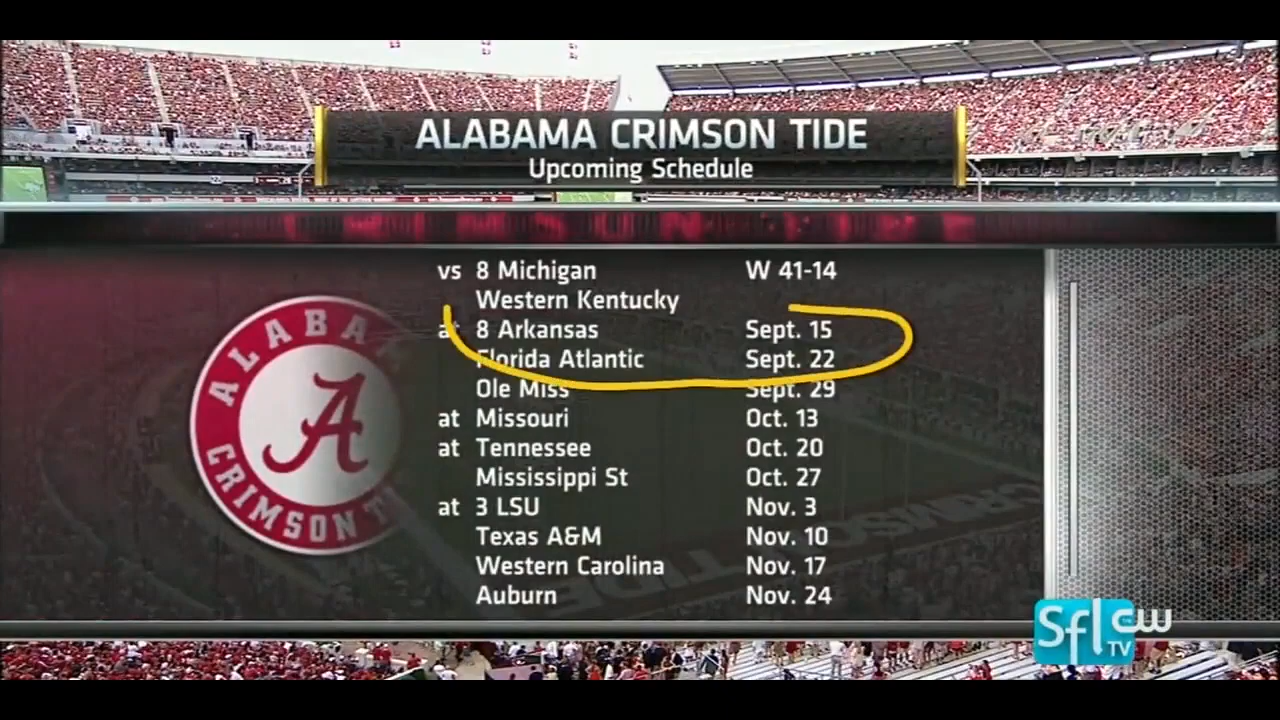 ALABAMA CRIMSON TIDE
Upcoming Schedule
vs 8 Michigan W 41-14
Western Kentucky
at 8 Arkansas Sept. 15
Florida Atlantic Sept. 22
Ole Miss Sept. 29
at Missouri Oct. 13
at Tennessee Oct. 20
Mississippi St Oct. 27
at 3 LSU Nov. 3
Texas A&M Nov. 10
Western Carolina Nov. 17
Auburn Nov. 24
ALABAMA
A
CRIMSON T
Sfl CW
TV